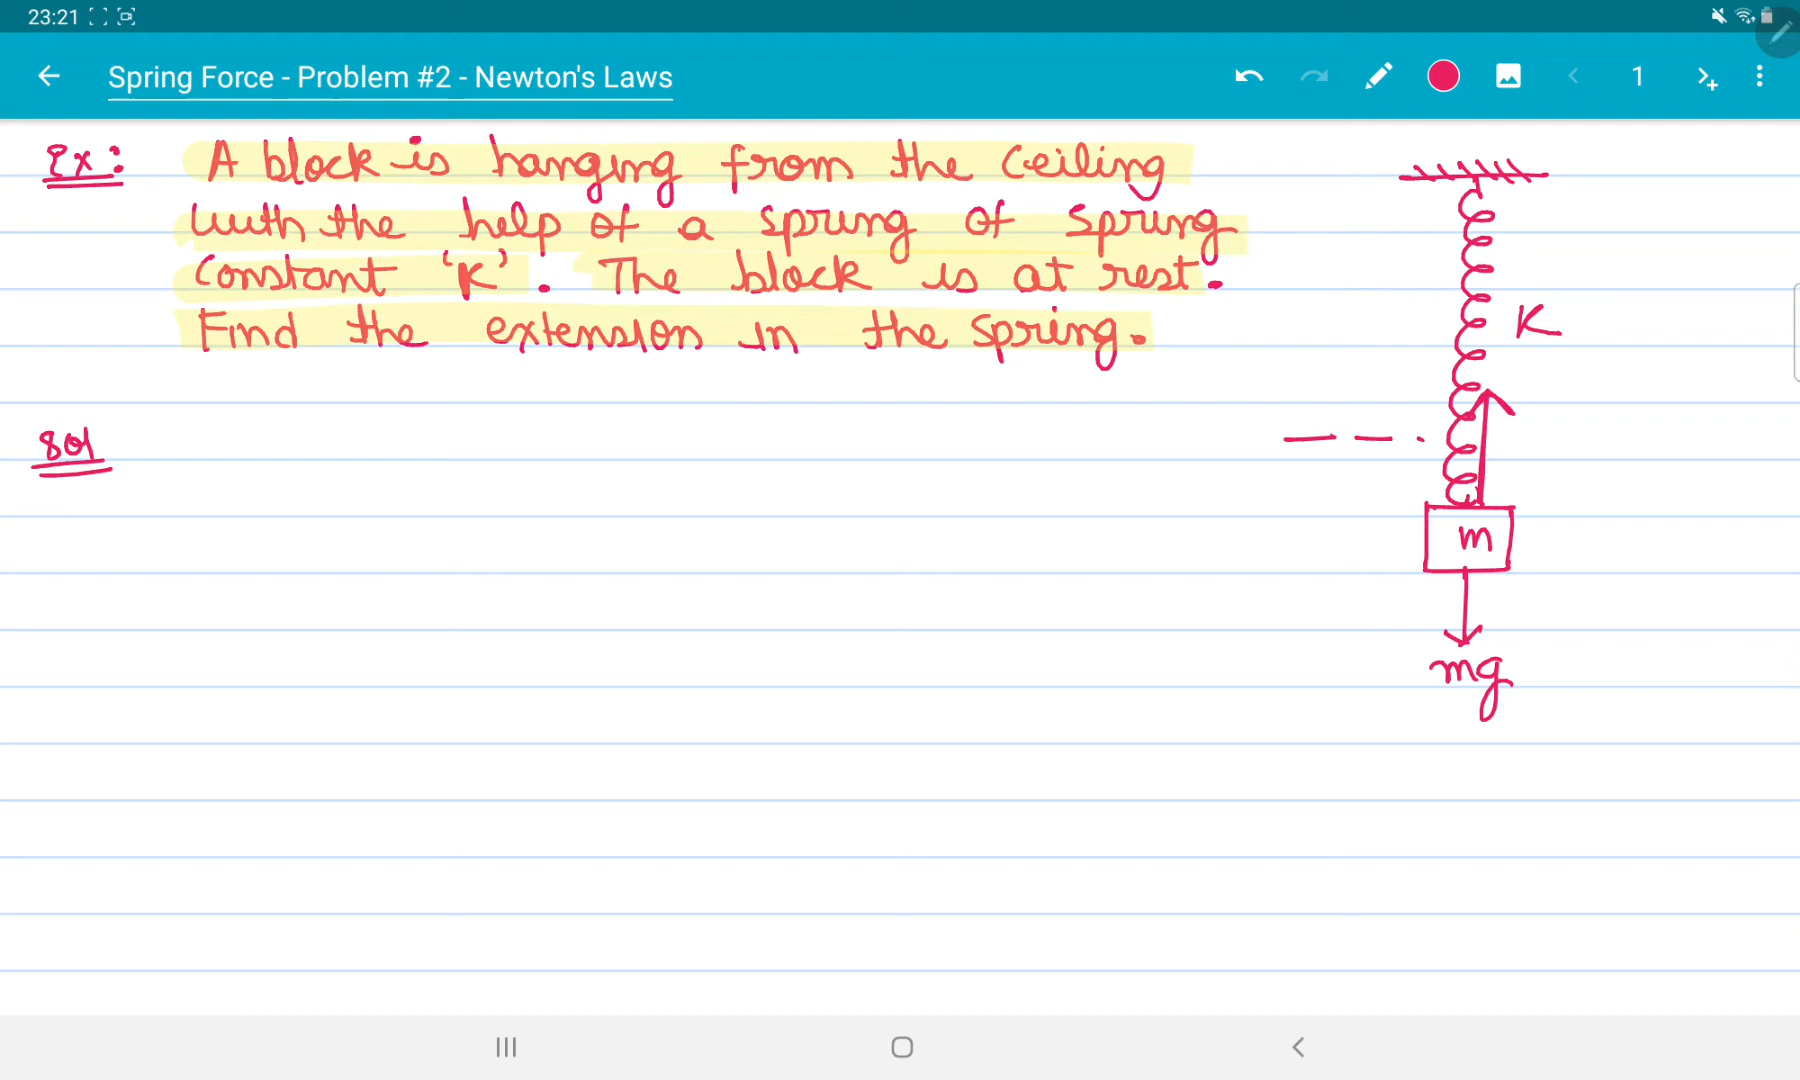 23:21
Spring Force - Problem #2 - Newton's Laws
1
Ex: A block is hanging from the ceiling
with the help of a spring of spring
constant 'K'. The block is at rest.
Find the extension in the spring.
K
Sol
m
mg